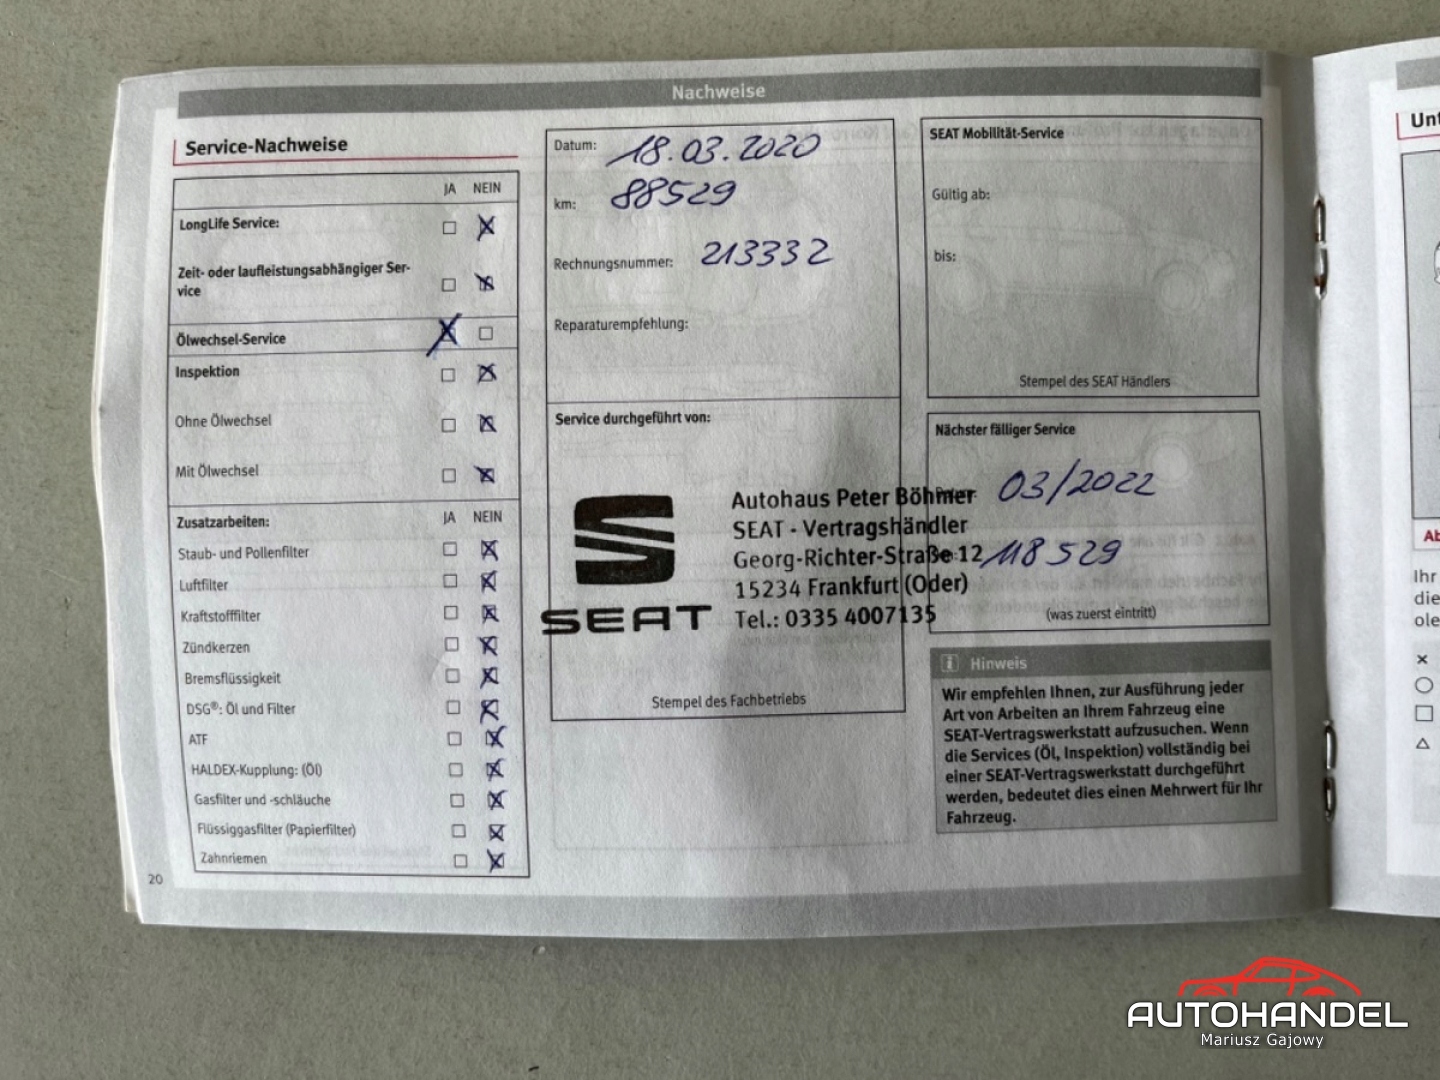 Nachweise
Service-Nachweise
JA NEIN
LongLife Service:
Zeit- oder laufleistungsabhängiger Ser-
vice
Ölwechsel-Service
Inspektion
Ohne Ölwechsel
Mit Ölwechsel
Zusatzarbeiten: JA NEIN
Staub- und Pollenfilter
Luftfilter
Kraftstofffilter
Zündkerzen
Bremsflüssigkeit
DSG®: Öl und Filter
ATF
HALDEX-Kupplung: (Öl)
Gasfilter und -schläuche
Flüssiggasfilter (Papierfilter)
Zahnriemen
20
Datum: 18.03.2020
km: 88529
Rechnungsnummer: 213332
Reparaturempfehlung:
Service durchgeführt von:
SEAT
Autohaus Peter Böhmer
SEAT - Vertragshändler
Georg-Richter-Straße 12
15234 Frankfurt (Oder)
Tel.: 0335 4007135
Stempel des Fachbetriebs
SEAT Mobilität-Service
Gültig ab:
bis:
Stempel des SEAT Händlers
Nächster fälliger Service
03/2022
118529
(was zuerst eintritt)
i Hinweis
Wir empfehlen Ihnen, zur Ausführung jeder
Art von Arbeiten an Ihrem Fahrzeug eine
SEAT-Vertragswerkstatt aufzusuchen. Wenn
die Services (Öl, Inspektion) vollständig bei
einer SEAT-Vertragswerkstatt durchgeführt
werden, bedeutet dies einen Mehrwert für Ihr
Fahrzeug.
Unt
Ab
Ihr
die
ole
AUTOHANDEL
Mariusz Gajowy